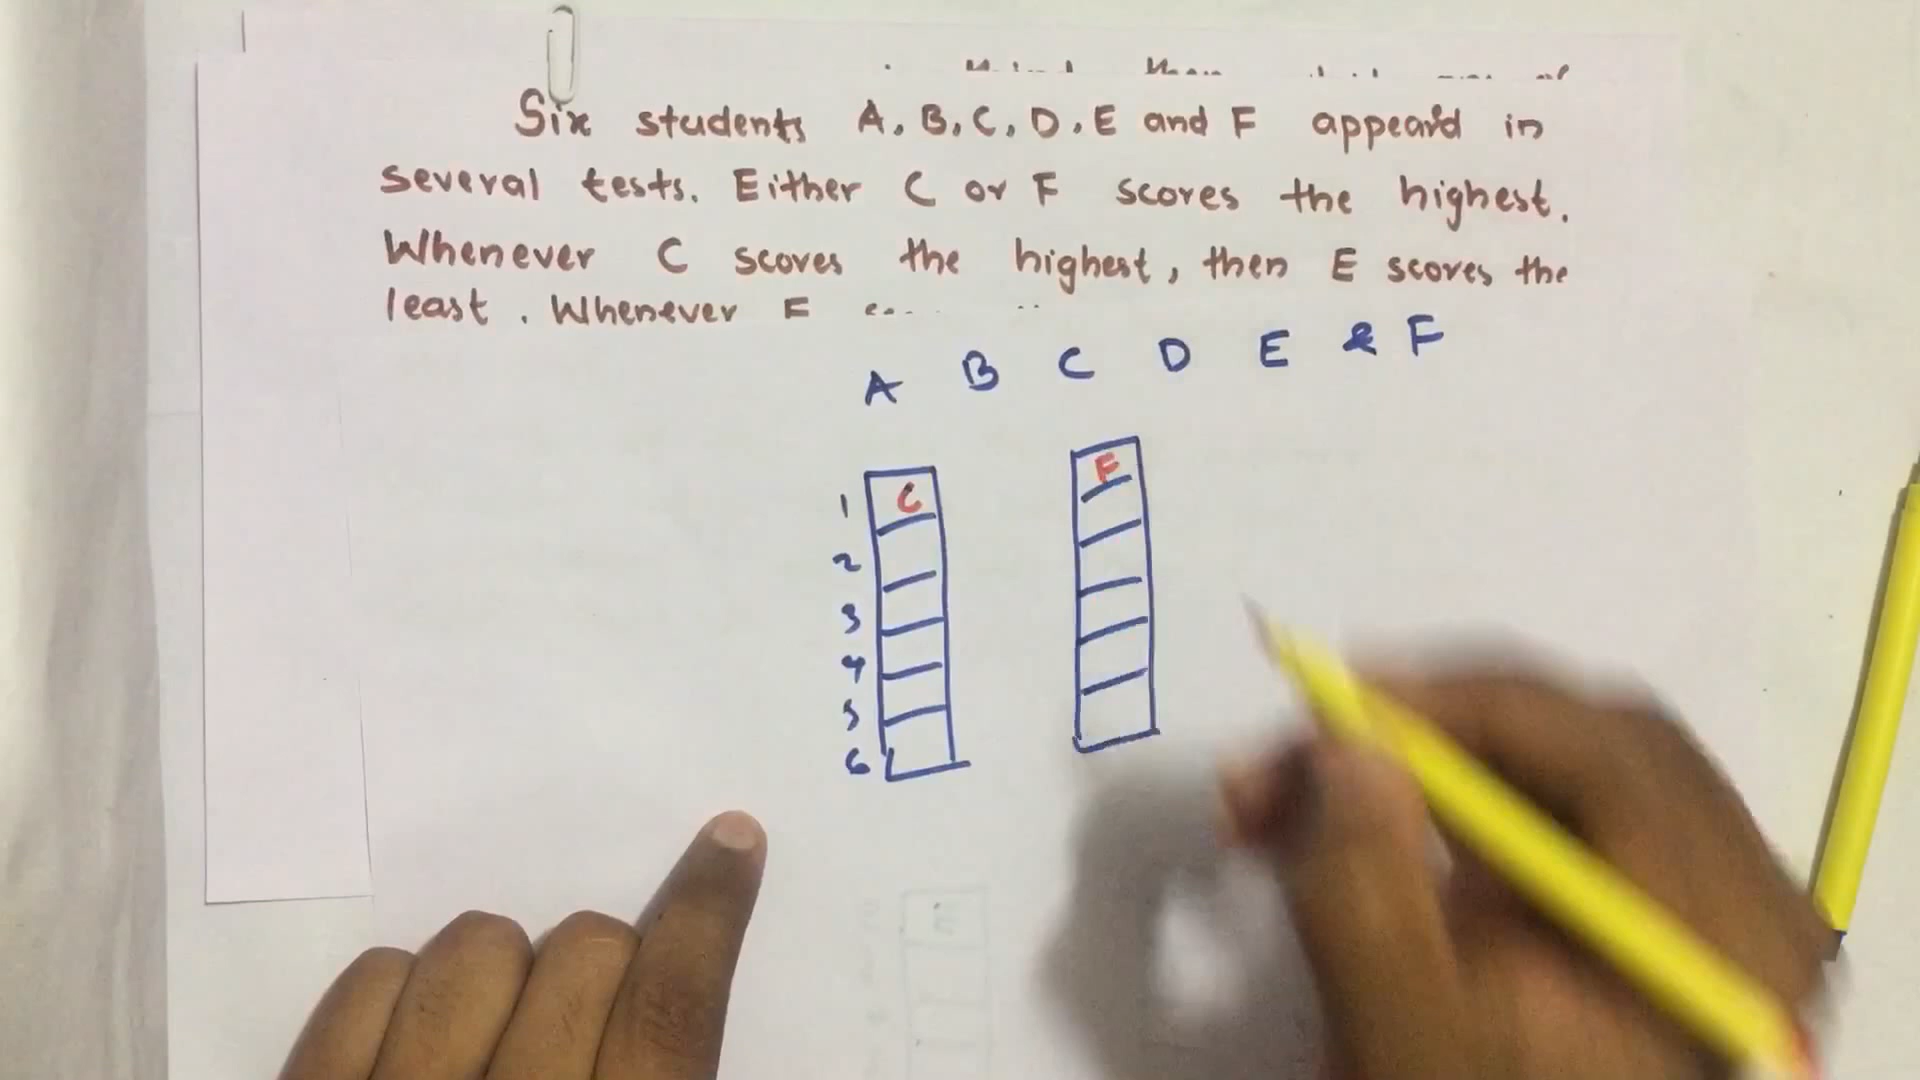 Six students A, B, C, D, E and F appear'd in
several tests. Either C or F scores the highest.
Whenever C scores the highest, then E scores the
least. Whenever F
A B C D E & F
F
1 C
2
3
4
5
6